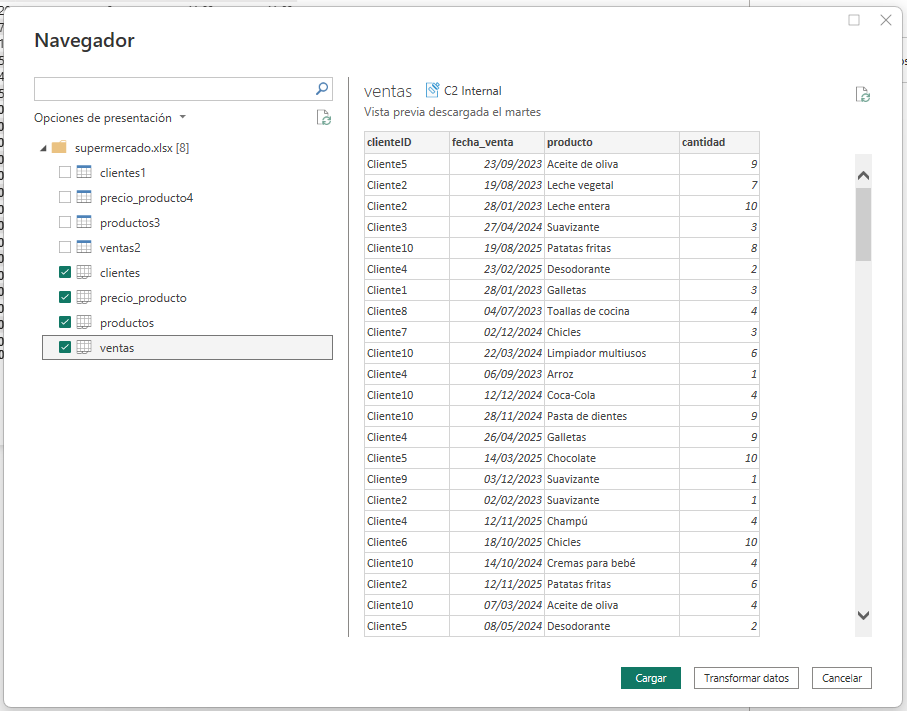 Navegador
Opciones de presentación
supermercado.xlsx [8]
clientes1
precio_producto4
productos3
ventas2
clientes
precio_producto
productos
ventas
ventas C2 Internal
Vista previa descargada el martes
clienteID fecha_venta producto cantidad
Cliente5 23/09/2023 Aceite de oliva 9
Cliente2 19/08/2023 Leche vegetal 7
Cliente2 28/01/2023 Leche entera 10
Cliente3 27/04/2024 Suavizante 3
Cliente10 19/08/2025 Patatas fritas 8
Cliente4 23/02/2025 Desodorante 2
Cliente1 28/01/2023 Galletas 3
Cliente8 04/07/2023 Toallas de cocina 4
Cliente7 02/12/2024 Chicles 3
Cliente10 22/03/2024 Limpiador multiusos 6
Cliente4 06/09/2023 Arroz 1
Cliente10 12/12/2024 Coca-Cola 4
Cliente10 28/11/2024 Pasta de dientes 9
Cliente4 26/04/2025 Galletas 9
Cliente5 14/03/2025 Chocolate 10
Cliente9 03/12/2023 Suavizante 1
Cliente2 02/02/2023 Suavizante 1
Cliente4 12/11/2025 Champú 4
Cliente6 18/10/2025 Chicles 10
Cliente10 14/10/2024 Cremas para bebé 4
Cliente2 12/11/2025 Patatas fritas 6
Cliente10 07/03/2024 Aceite de oliva 4
Cliente5 08/05/2024 Desodorante 2
Cargar Transformar datos Cancelar